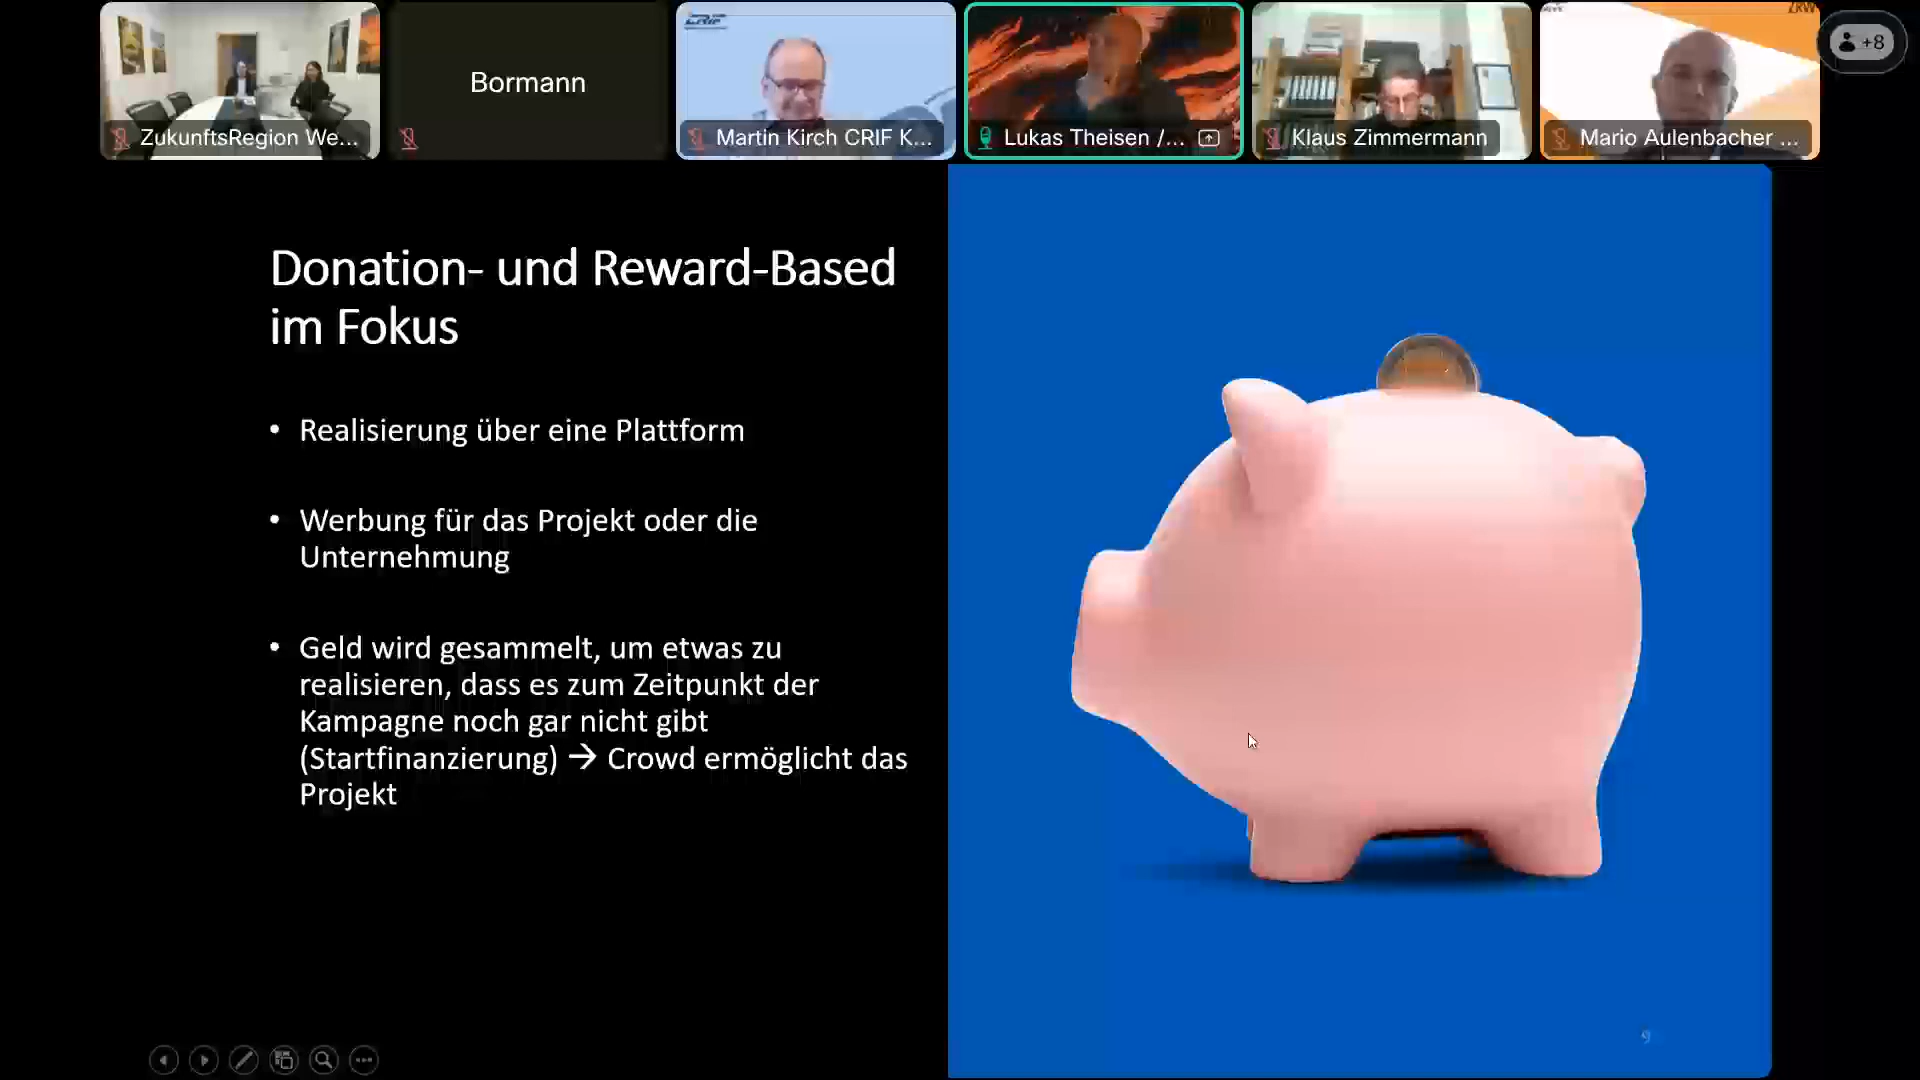 ZukunftsRegion We...
Bormann
Martin Kirch CRIF K...
Lukas Theisen /...
Klaus Zimmermann
Mario Aulenbacher ...
ZRW
+8
Donation- und Reward-Based
im Fokus
• Realisierung über eine Plattform
• Werbung für das Projekt oder die
Unternehmung
• Geld wird gesammelt, um etwas zu
realisieren, dass es zum Zeitpunkt der
Kampagne noch gar nicht gibt
(Startfinanzierung) → Crowd ermöglicht das
Projekt
9